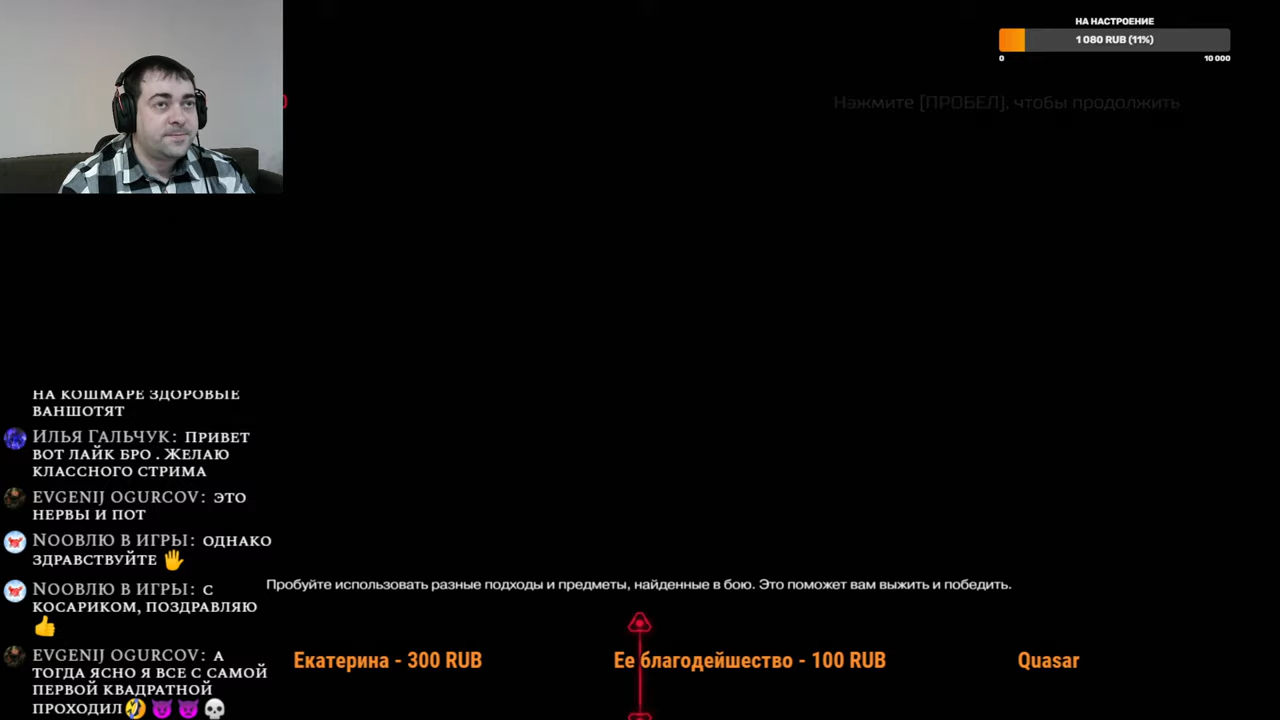 НА НАСТРОЕНИЕ
1 080 RUB (11%)
0 10 000
Нажмите [ПРОБЕЛ], чтобы продолжить
НА КОШМАРЕ ЗДОРОВЫЕ
ВАНШОТЯТ
ИЛЬЯ ГАЛЬЧУК: ПРИВЕТ
ВОТ ЛАЙК БРО . ЖЕЛАЮ
КЛАССНОГО СТРИМА
EVGENIJ OGURCOV: ЭТО
НЕРВЫ И ПОТ
NООВЛЮ В ИГРЫ: ОДНАКО
ЗДРАВСТВУЙТЕ 🖐
NООВЛЮ В ИГРЫ: С
КОСАРИКОМ, ПОЗДРАВЛЯЮ
👍
EVGENIJ OGURCOV: А
ТОГДА ЯСНО Я ВСЕ С САМОЙ
ПЕРВОЙ КВАДРАТНОЙ
ПРОХОДИЛ🤣😈😈💀
Пробуйте использовать разные подходы и предметы, найденные в бою. Это поможет вам выжить и победить.
Екатерина - 300 RUB Ее благодейшество - 100 RUB Quasar